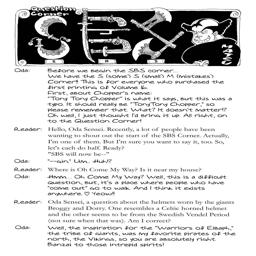 Question
Corner
SBS
Oda: Before we begin the SBS corner.
We have the S (some) S (small) M (mistakes)
Corner! This is for everyone who purchased the
first printing of Volume 16.
First, about Chopper's name:
"Tony Tony Chopper" is what it says, but this was a
typo. It should really be "TonyTony Chopper," so
please remember that. What? It doesn't matter?!
Oh well, I just thought I'd bring it up. All right, on
to the Question Corner!
Reader: Hello, Oda Sensei. Recently, a lot of people have been
wanting to shout out the start of the SBS Corner. Actually,
I'm one of them. But I'm sure you want to say it, too. So,
let's each do half. Ready?
"SBS will now be--"
Oda: "--gin." Um. Huh?
Reader: Where is Oh Come My Way? Is it near my house?
Oda: Hmm... Oh Come My Way? Well, this is a difficult
question, but, it's a place where people who have
"come out" go to walk. And I think it exists
anywhere ♡ Yeow!!
Reader: Oda Sensei, a question about the helmets worn by the giants
Broggy and Dorry. One resembles a Celtic horned helmet
and the other seems to be from the Swedish Vendel Period
(not sure when that was). Am I correct?
Oda: Well, the inspiration for the "Warriors of Elbaph,"
the tribe of giants, was my favorite pirates of the
north, the Vikings, so you are absolutely right.
Banzai to those intrepid spirits!